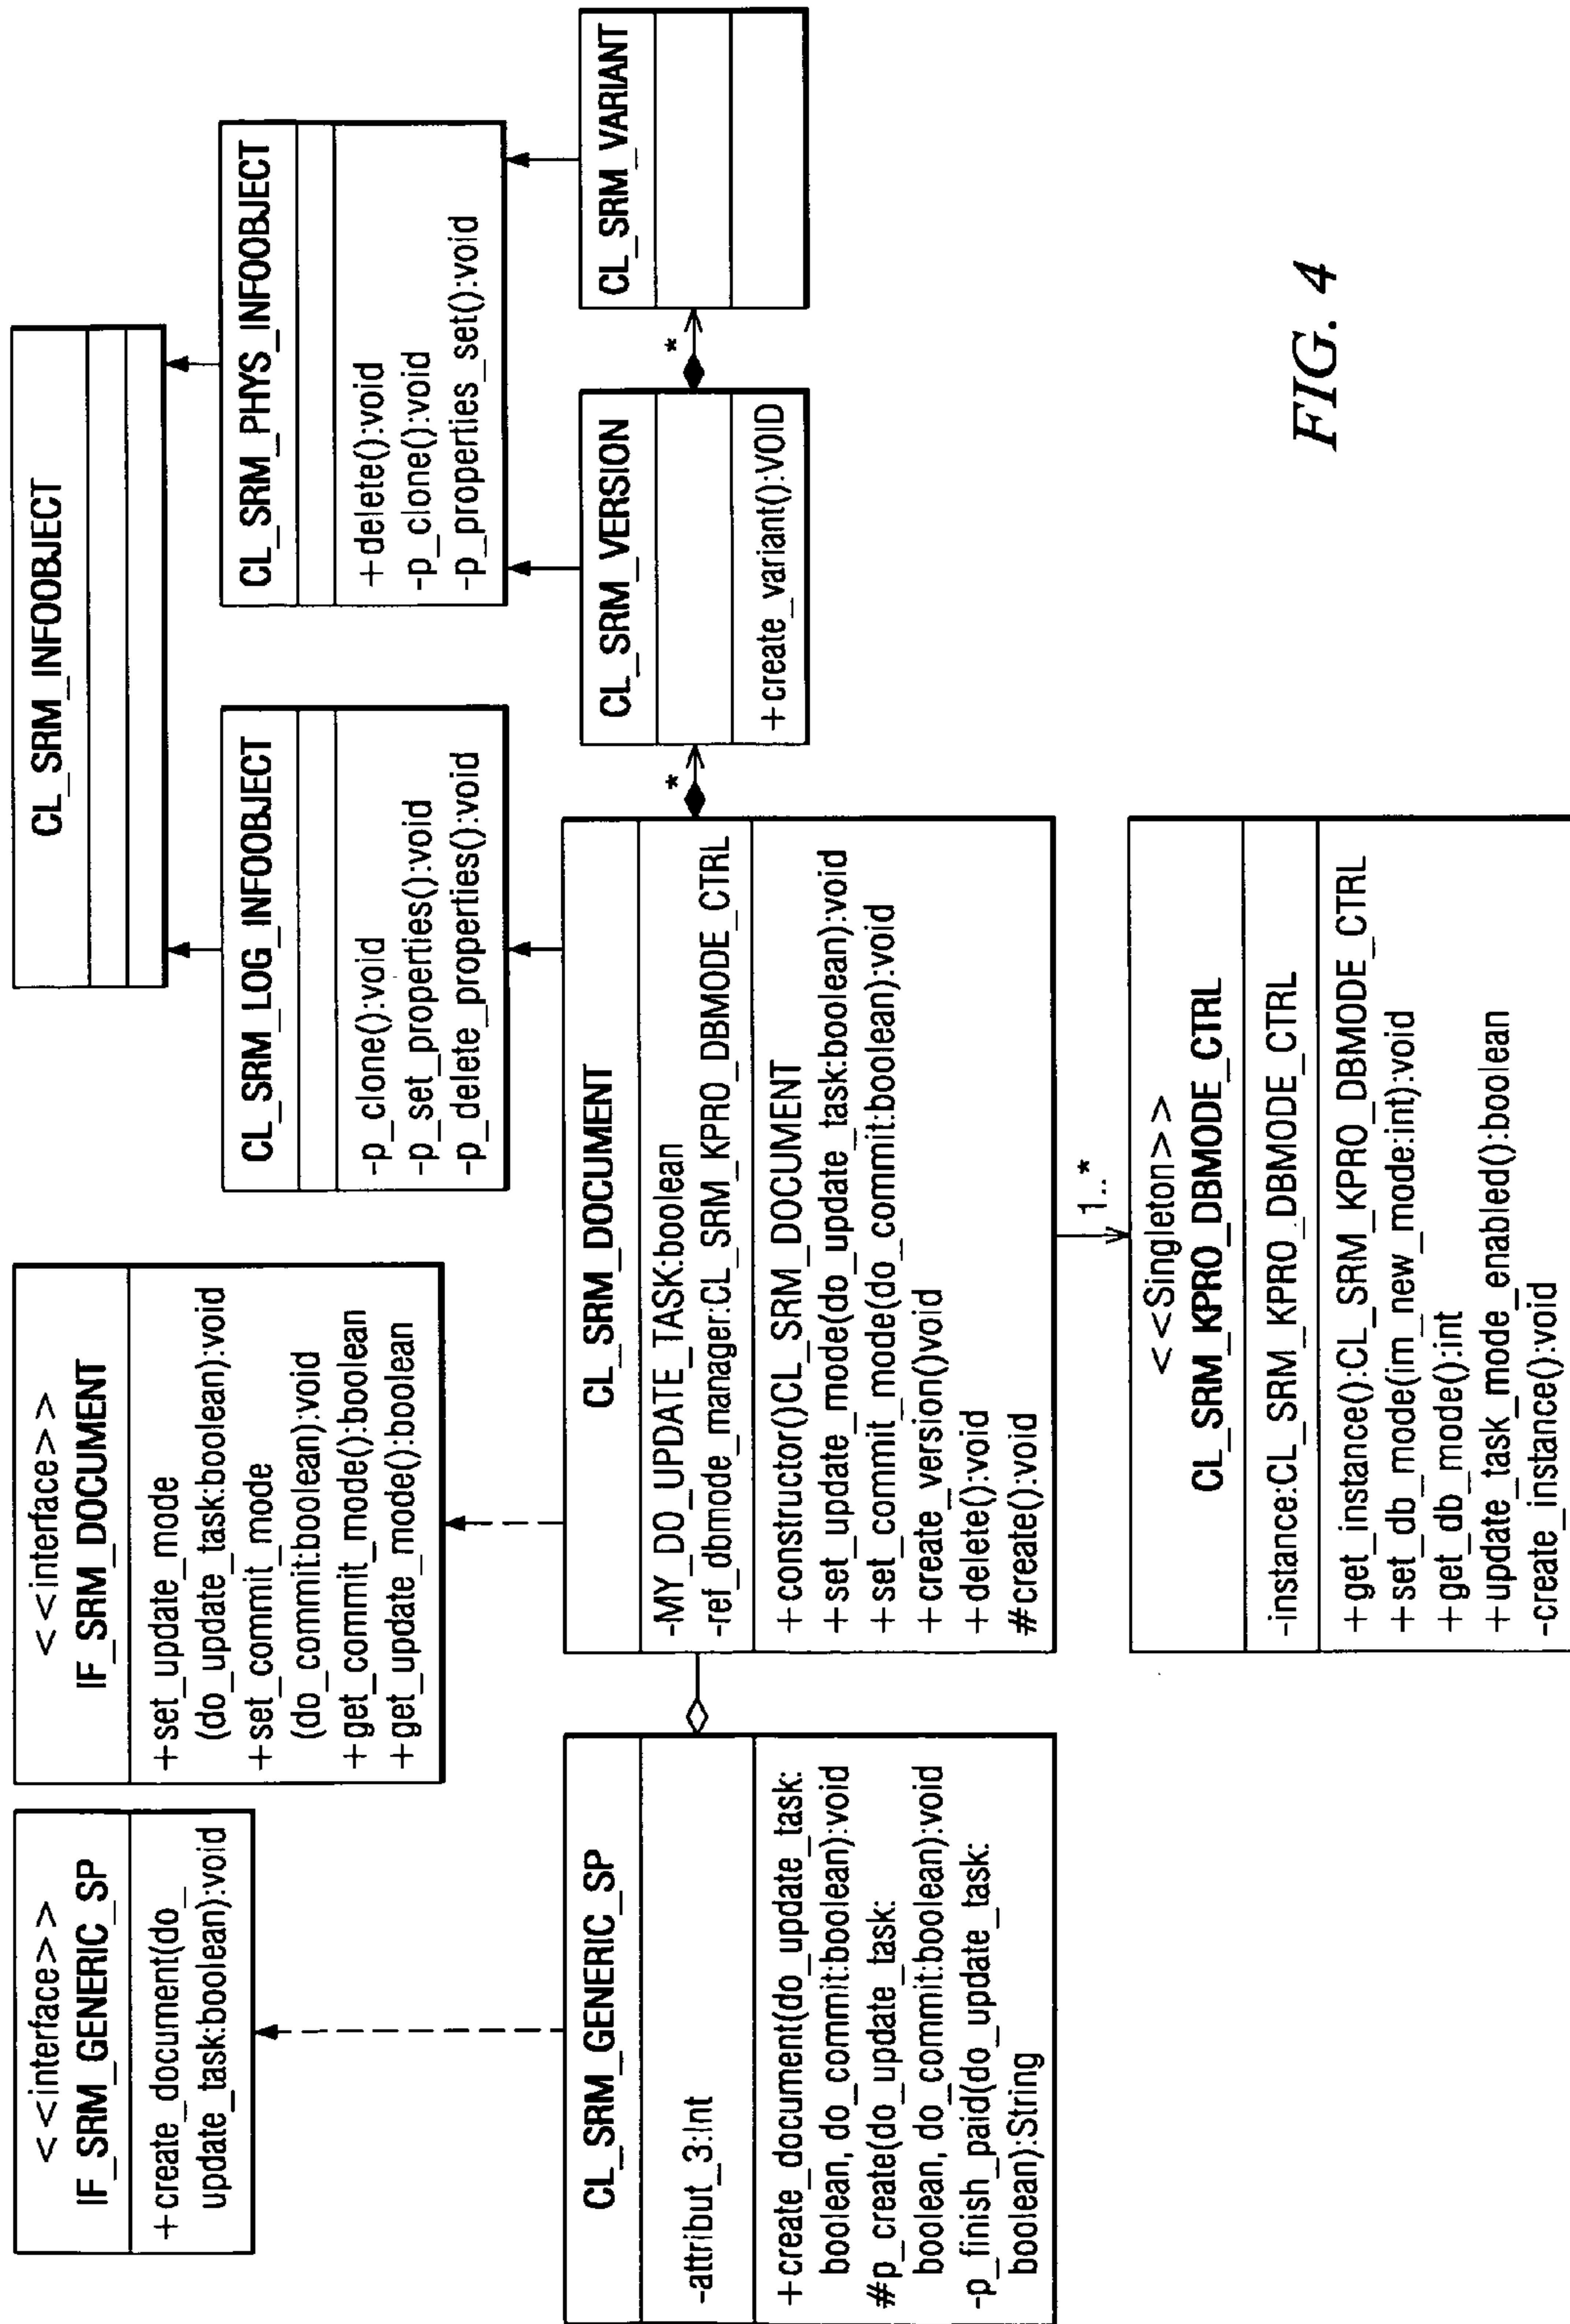 <<interface>>
IF_SRM_GENERIC_SP
+create_document(do_
update_task:boolean):void
<<interface>>
IF_SRM_DOCUMENT
+set_update_mode
(do_update_task:boolean):void
+set_commit_mode
(do_commit:boolean):void
+get_commit_mode():boolean
+get_update_mode():boolean
CL_SRM_INFOOBJECT
CL_SRM_LOG_INFOOBJECT
-p_clone():void
-p_set_properties():void
-p_delete_properties():void
CL_SRM_PHYS_INFOOBJECT
+delete():void
-p_clone():void
-p_properties_set():void
CL_SRM_GENERIC_SP
-attribut_3:Int
+create_document(do_update_task:
boolean, do_commit:boolean):void
#p_create(do_update_task:
boolean, do_commit:boolean):void
-p_finish_paid(do_update_task:
boolean):String
CL_SRM_DOCUMENT
-MY_DO_UPDATE_TASK:boolean
-ref_dbmode_manager:CL_SRM_KPRO_DBMODE_CTRL
+constructor()CL_SRM_DOCUMENT
+set_update_mode(do_update_task:boolean):void
+set_commit_mode(do_commit:boolean):void
+create_version()void
+delete():void
#create():void
*
CL_SRM_VERSION
+create_variant():VOID
*
CL_SRM_VARIANT
1..*
<<Singleton>>
CL_SRM_KPRO_DBMODE_CTRL
-instance:CL_SRM_KPRO_DBMODE_CTRL
+get_instance():CL_SRM_KPRO_DBMODE_CTRL
+set_db_mode(im_new_mode:int):void
+get_db_mode():int
+update_task_mode_enabled():boolean
-create_instance():void
FIG. 4